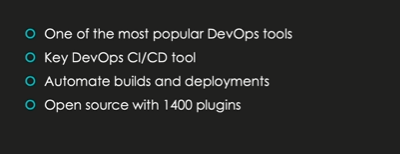 One of the most popular DevOps tools
Key DevOps CI/CD tool
Automate builds and deployments
Open source with 1400 plugins